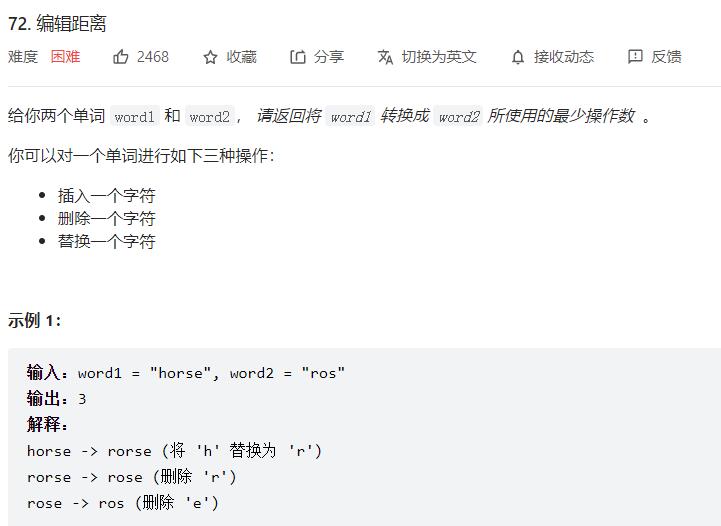 72. 编辑距离
难度 困难 2468 收藏 分享 切换为英文 接收动态 反馈
给你两个单词 word1 和 word2， 请返回将 word1 转换成 word2 所使用的最少操作数 。
你可以对一个单词进行如下三种操作：
• 插入一个字符
• 删除一个字符
• 替换一个字符
示例 1：
输入：word1 = "horse", word2 = "ros"
输出：3
解释：
horse -> rorse (将 'h' 替换为 'r')
rorse -> rose (删除 'r')
rose -> ros (删除 'e')